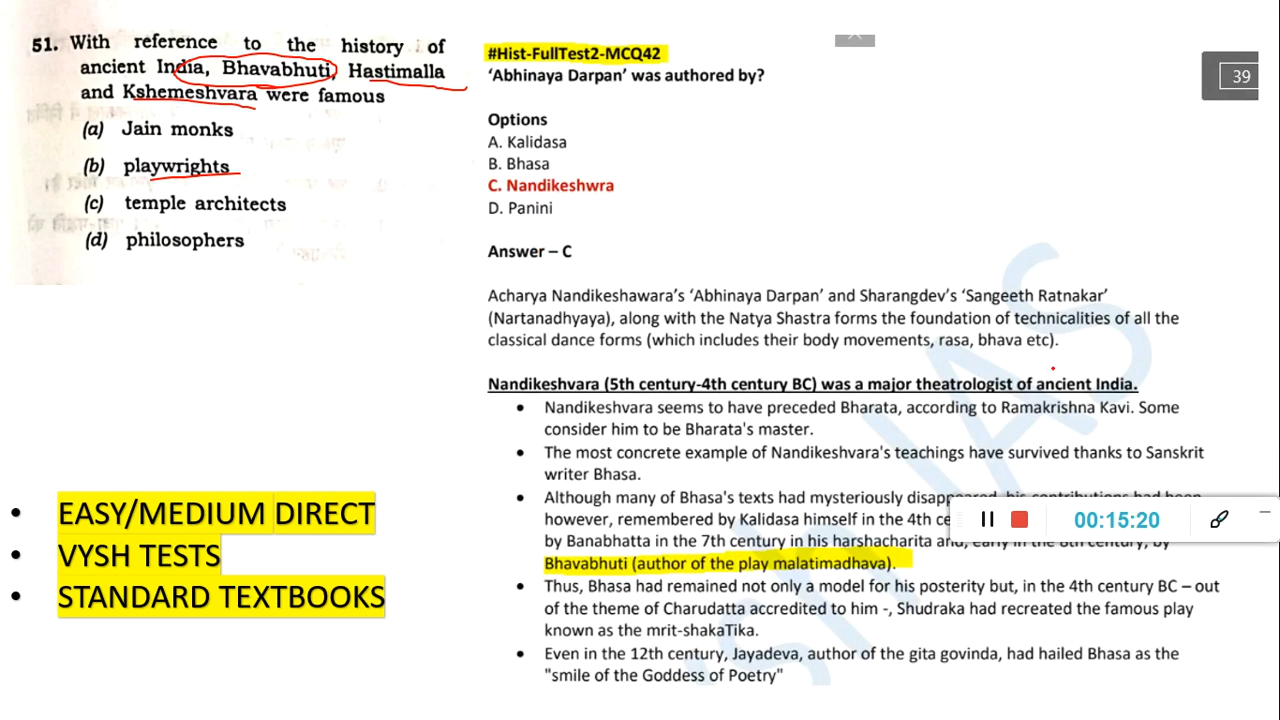 51. With reference to the history of
ancient India, Bhavabhuti, Hastimalla
and Kshemeshvara were famous
(a) Jain monks
(b) playwrights
(c) temple architects
(d) philosophers
• EASY/MEDIUM DIRECT
• VYSH TESTS
• STANDARD TEXTBOOKS
#Hist-FullTest2-MCQ42
‘Abhinaya Darpan’ was authored by?
Options
A. Kalidasa
B. Bhasa
C. Nandikeshwra
D. Panini
Answer – C
Acharya Nandikeshawara’s ‘Abhinaya Darpan’ and Sharangdev’s ‘Sangeeth Ratnakar’
(Nartanadhyaya), along with the Natya Shastra forms the foundation of technicalities of all the
classical dance forms (which includes their body movements, rasa, bhava etc).
Nandikeshvara (5th century-4th century BC) was a major theatrologist of ancient India.
• Nandikeshvara seems to have preceded Bharata, according to Ramakrishna Kavi. Some
consider him to be Bharata's master.
• The most concrete example of Nandikeshvara's teachings have survived thanks to Sanskrit
writer Bhasa.
• Although many of Bhasa's texts had mysteriously disappeared, his contributions had been
however, remembered by Kalidasa himself in the 4th ce
by Banabhatta in the 7th century in his harshacharita and, early in the 8th century, by
Bhavabhuti (author of the play malatimadhava).
• Thus, Bhasa had remained not only a model for his posterity but, in the 4th century BC – out
of the theme of Charudatta accredited to him -, Shudraka had recreated the famous play
known as the mrit-shakaTika.
• Even in the 12th century, Jayadeva, author of the gita govinda, had hailed Bhasa as the
"smile of the Goddess of Poetry"
39
00:15:20